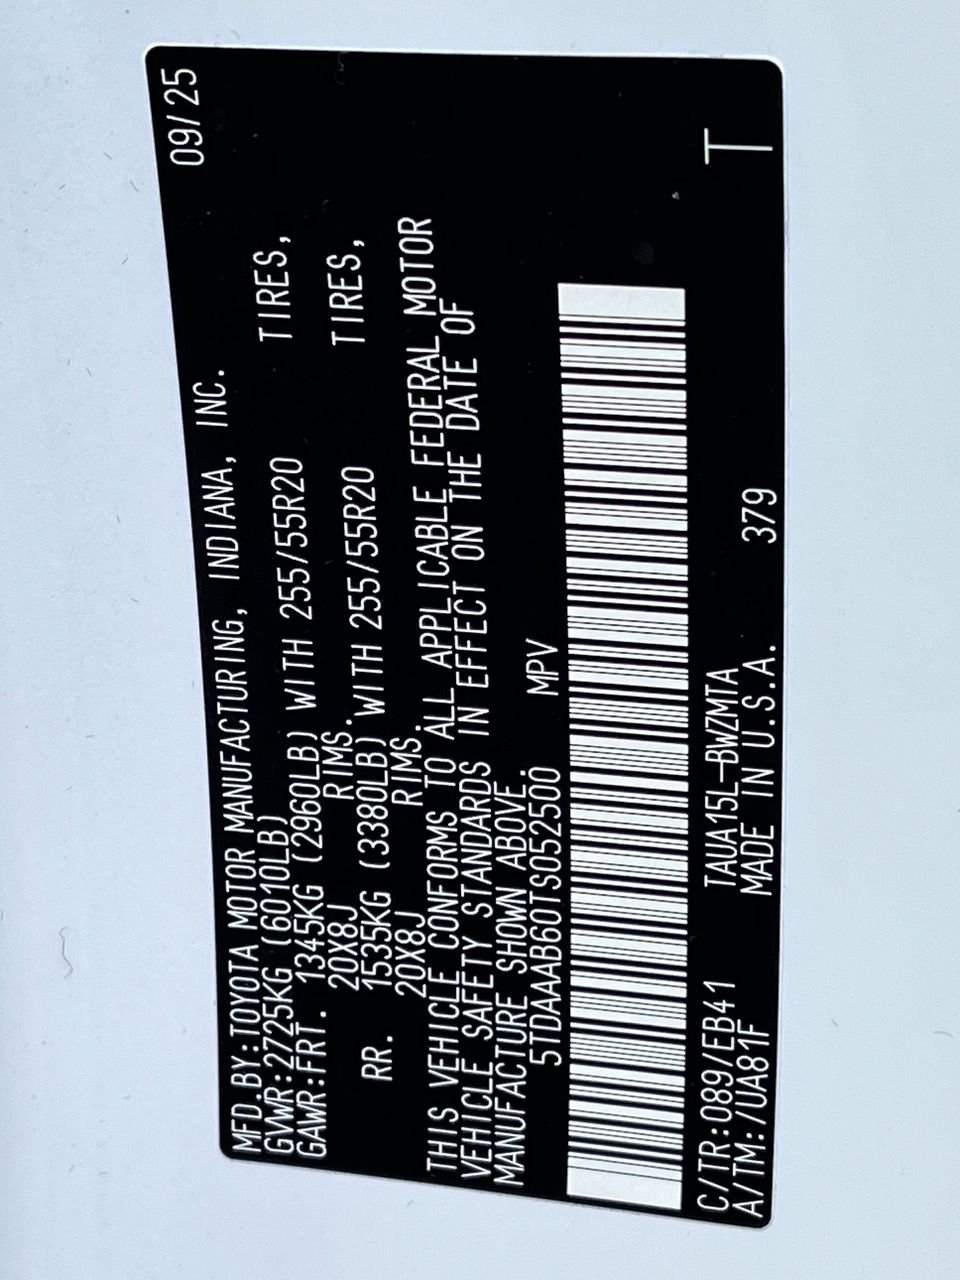 09/25
MFD.BY:TOYOTA MOTOR MANUFACTURING, INDIANA, INC.
GVWR:2725KG (6010LB)
GAWR:FRT. 1345KG (2960LB) WITH 255/55R20 TIRES,
20X8J RIMS.
RR. 1535KG (3380LB) WITH 255/55R20 TIRES,
20X8J RIMS.
THIS VEHICLE CONFORMS TO ALL APPLICABLE FEDERAL MOTOR
VEHICLE SAFETY STANDARDS IN EFFECT ON THE DATE OF
MANUFACTURE SHOWN ABOVE.
5TDAAAB60TS052500 MPV
C/TR:089/EB41 TAUA15L-BWZMTA T
A/TM:/UA81F MADE IN U.S.A. 379